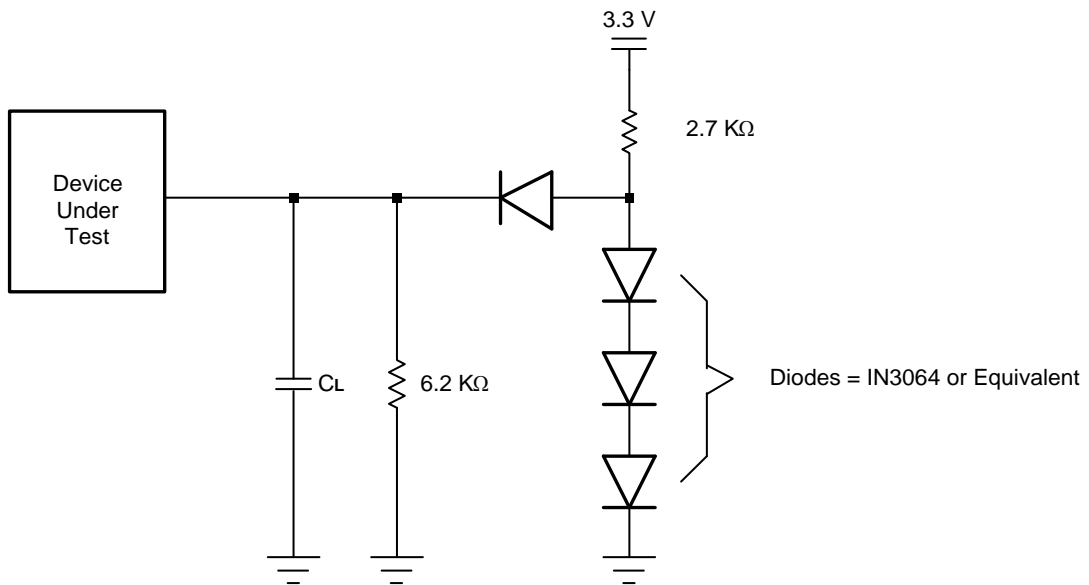 3.3 V
2.7 KΩ
Device
Under
Test
CL
6.2 KΩ
Diodes = IN3064 or Equivalent